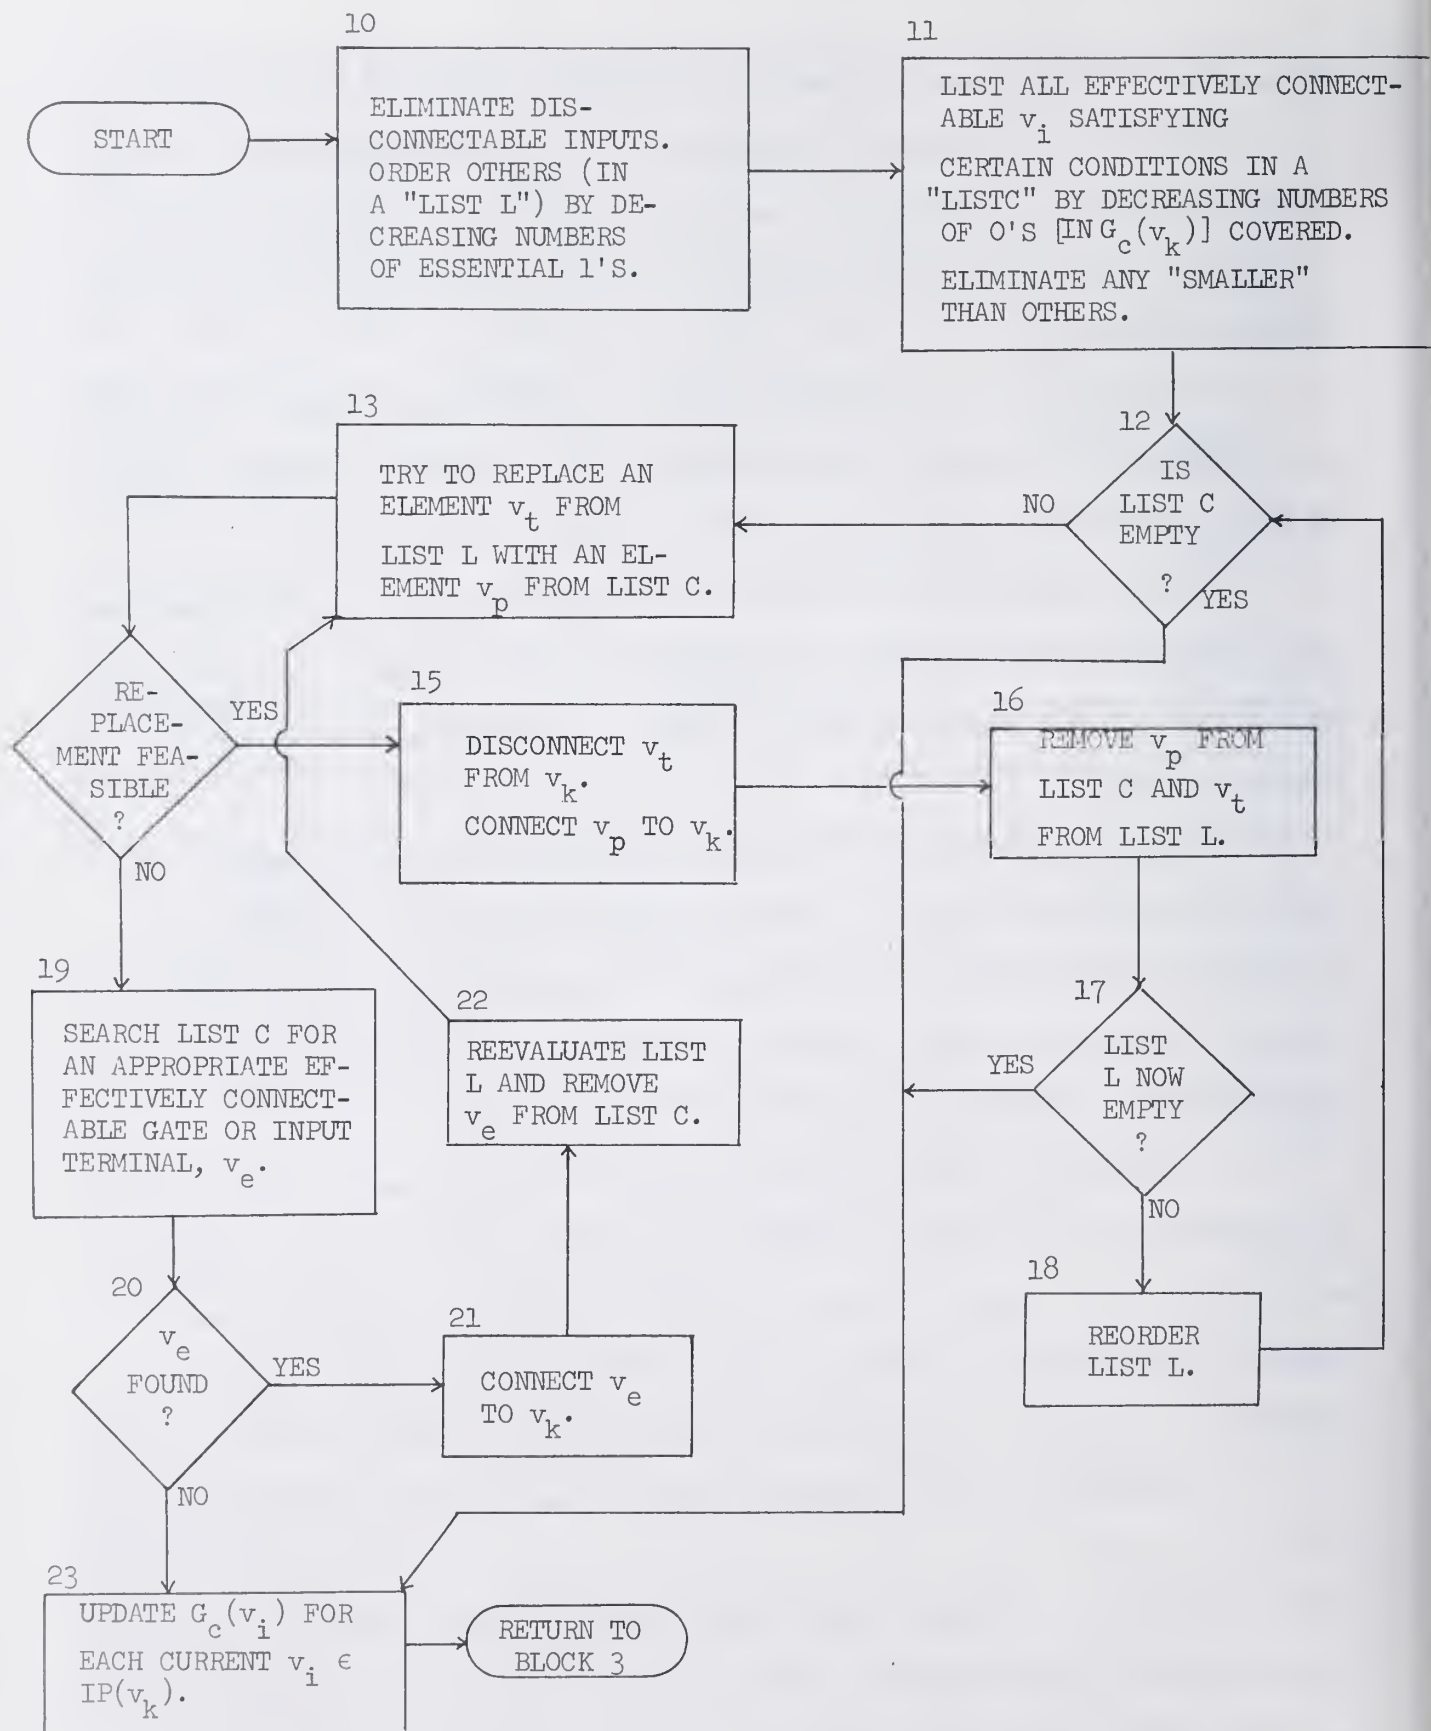 START
10
ELIMINATE DIS-
CONNECTABLE INPUTS.
ORDER OTHERS (IN
A "LIST L") BY DE-
CREASING NUMBERS
OF ESSENTIAL 1'S.
11
LIST ALL EFFECTIVELY CONNECT-
ABLE v_i SATISFYING
CERTAIN CONDITIONS IN A
"LISTC" BY DECREASING NUMBERS
OF O'S [IN G_c(v_k)] COVERED.
ELIMINATE ANY "SMALLER"
THAN OTHERS.
12
IS
LIST C
EMPTY
?
NO
YES
13
TRY TO REPLACE AN
ELEMENT v_t FROM
LIST L WITH AN EL-
EMENT v_p FROM LIST C.
RE-
PLACE-
MENT FEA-
SIBLE
?
YES
NO
15
DISCONNECT v_t
FROM v_k.
CONNECT v_p TO v_k.
16
REMOVE v_p FROM
LIST C AND v_t
FROM LIST L.
17
LIST
L NOW
EMPTY
?
YES
NO
18
REORDER
LIST L.
19
SEARCH LIST C FOR
AN APPROPRIATE EF-
FECTIVELY CONNECT-
ABLE GATE OR INPUT
TERMINAL, v_e.
20
v_e
FOUND
?
YES
NO
21
CONNECT v_e
TO v_k.
22
REEVALUATE LIST
L AND REMOVE
v_e FROM LIST C.
23
UPDATE G_c(v_i) FOR
EACH CURRENT v_i ϵ
IP(v_k).
RETURN TO
BLOCK 3